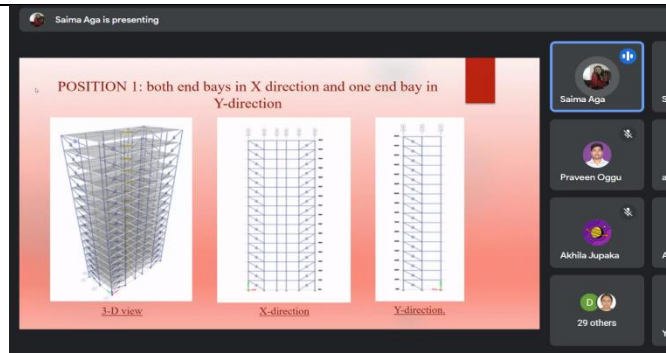 Saima Aga is presenting
POSITION 1: both end bays in X direction and one end bay in
Y-direction
3-D view
X-direction
Y-direction.
Saima Aga
Praveen Oggu
Akhila Jupaka
D
29 others
S
a
A
Y